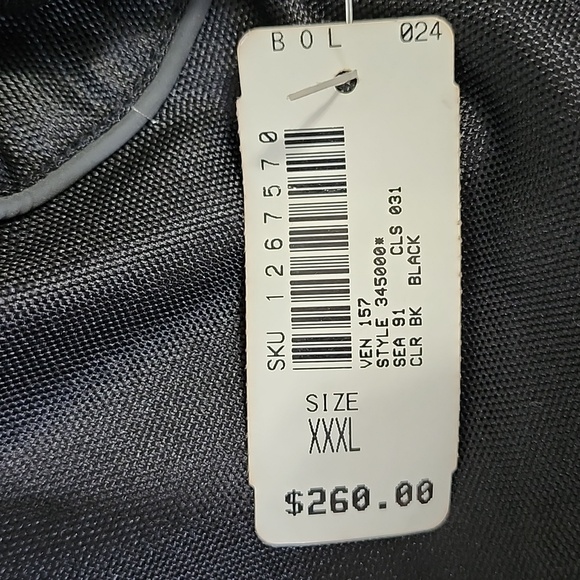 BOL 024
SKU 1267570
VEN 157
STYLE 345000*
SEA 91 CLS 031
CLR BK BLACK
SIZE
XXXL
$260.00